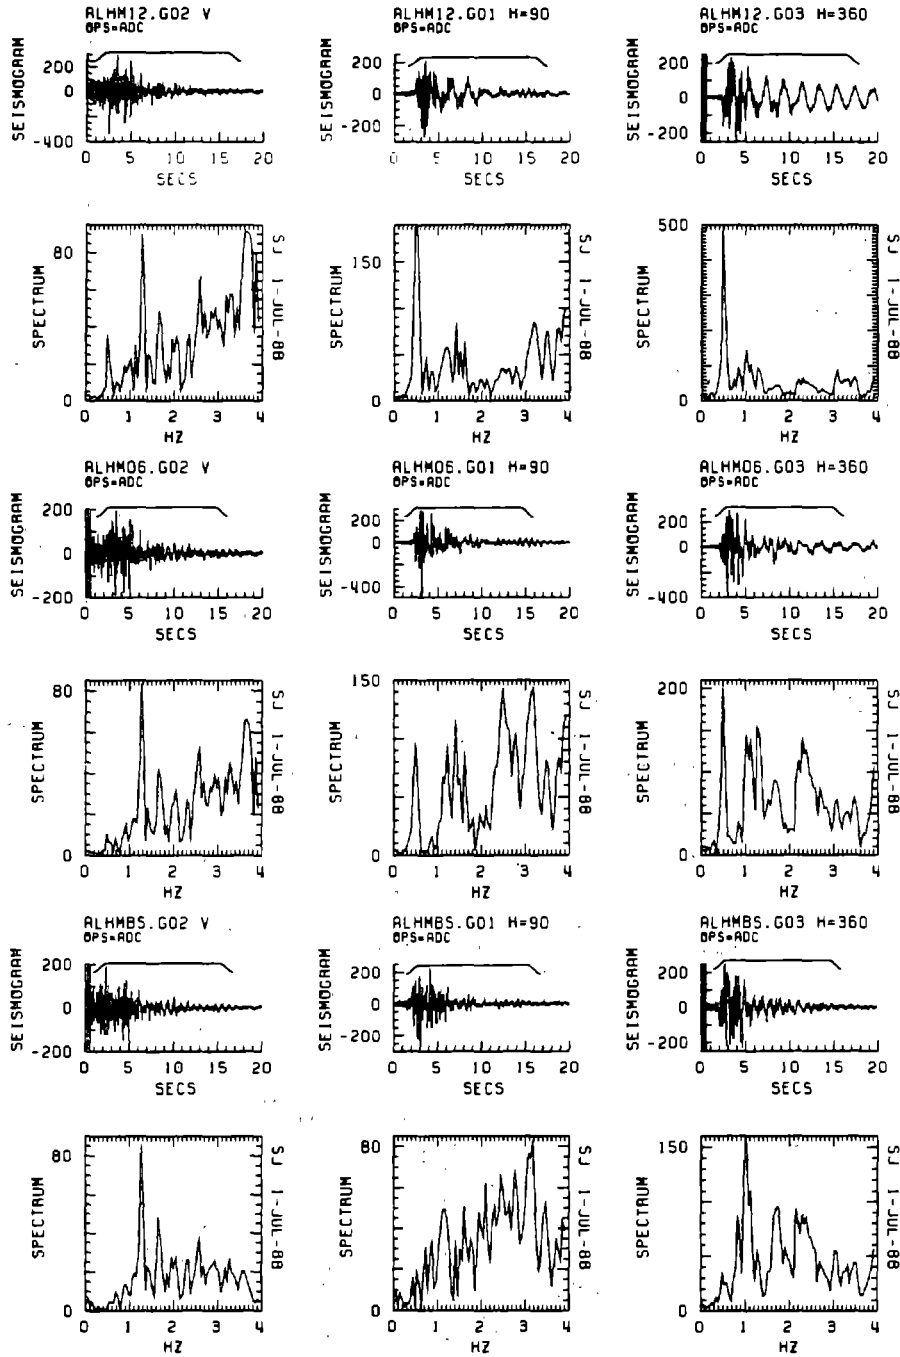 ALHM12.G02 V
OPS=ADC
SEISMOGRAM
200
0
-400
0 5 10 15 20
SECS
ALHM12.G01 H=90
OPS=ADC
SEISMOGRAM
200
0
-200
0 5 10 15 20
SECS
ALHM12.G03 H=360
OPS=ADC
SEISMOGRAM
200
0
-200
0 5 10 15 20
SECS
SPECTRUM
80
0
0 1 2 3 4
HZ
SJ 1-JUL-88
SPECTRUM
150
0
0 1 2 3 4
HZ
SJ 1-JUL-88
SPECTRUM
500
0
0 1 2 3 4
HZ
SJ 1-JUL-88
ALHM06.G02 V
OPS=ADC
SEISMOGRAM
200
0
-200
0 5 10 15 20
SECS
ALHM06.G01 H=90
OPS=ADC
SEISMOGRAM
200
0
-400
0 5 10 15 20
SECS
ALHM06.G03 H=360
OPS=ADC
SEISMOGRAM
200
0
-400
0 5 10 15 20
SECS
SPECTRUM
80
0
0 1 2 3 4
HZ
SJ 1-JUL-88
SPECTRUM
150
0
0 1 2 3 4
HZ
SJ 1-JUL-88
SPECTRUM
200
0
0 1 2 3 4
HZ
SJ 1-JUL-88
ALHMBS.G02 V
OPS=ADC
SEISMOGRAM
200
0
-200
0 5 10 15 20
SECS
ALHMBS.G01 H=90
OPS=ADC
SEISMOGRAM
200
0
-200
0 5 10 15 20
SECS
ALHMBS.G03 H=360
OPS=ADC
SEISMOGRAM
200
0
-200
0 5 10 15 20
SECS
SPECTRUM
80
0
0 1 2 3 4
HZ
SJ 1-JUL-88
SPECTRUM
80
0
0 1 2 3 4
HZ
SJ 1-JUL-88
SPECTRUM
150
0
0 1 2 3 4
HZ
SJ 1-JUL-88